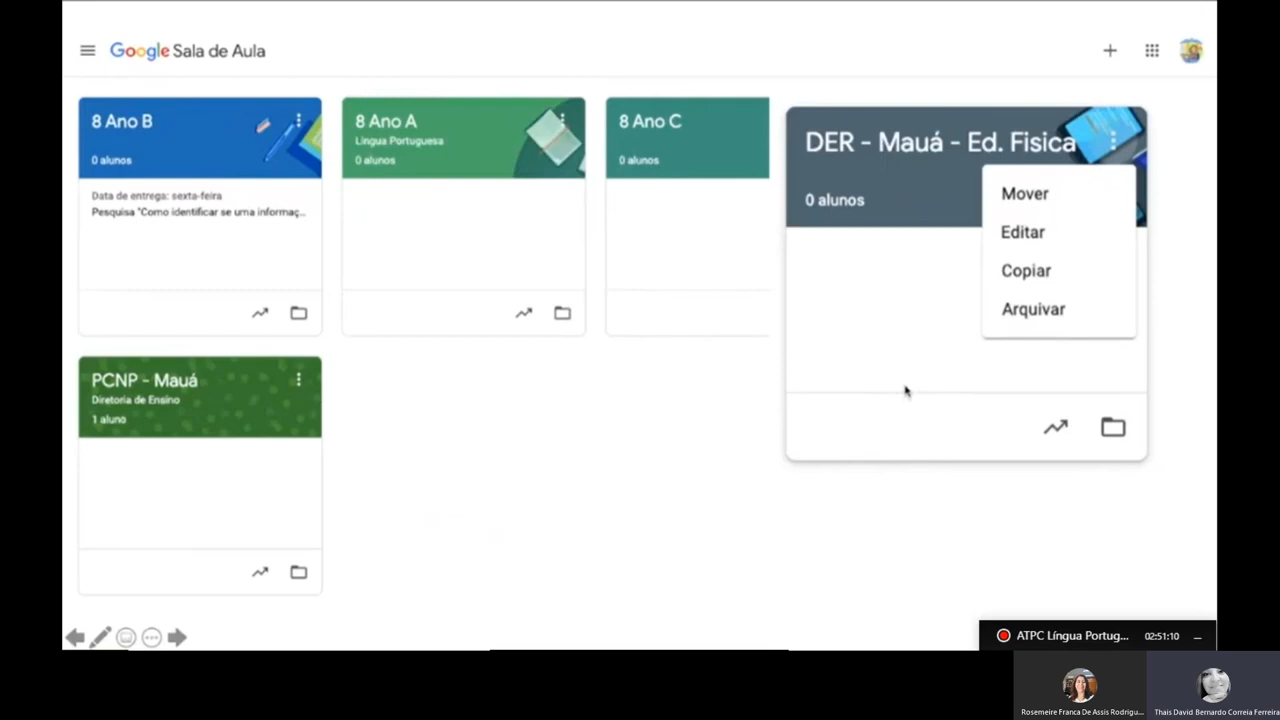 Google Sala de Aula
8 Ano B
0 alunos
Data de entrega: sexta-feira
Pesquisa "Como identificar se uma informaç...
8 Ano A
Lingua Portuguesa
0 alunos
8 Ano C
0 alunos
DER - Mauá - Ed. Fisica
0 alunos
Mover
Editar
Copiar
Arquivar
PCNP - Mauá
Diretoria de Ensino
1 aluno
ATPC Língua Portug... 02:51:10
Rosemeire Franca De Assis Rodrigu...
Thais David Bernardo Correia Ferreira